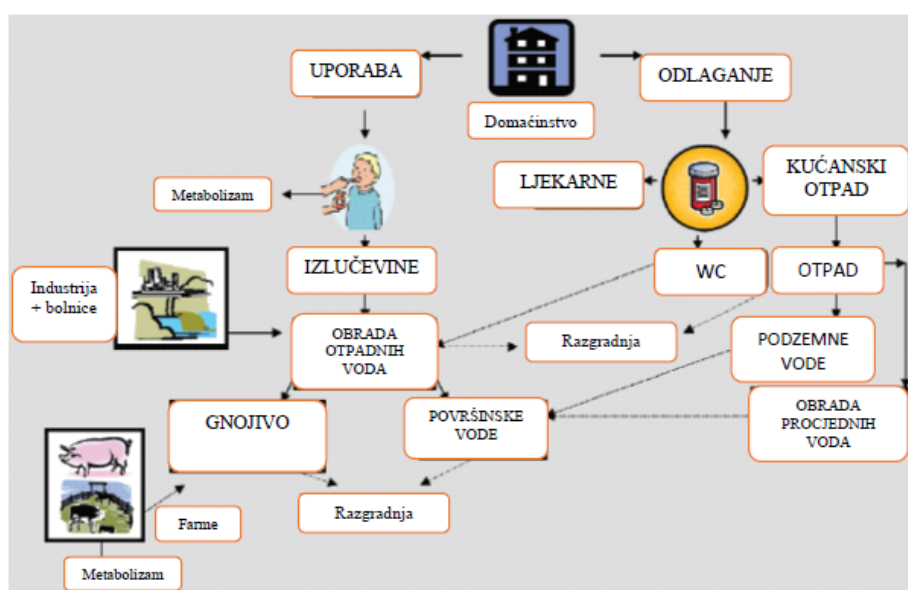 UPORABA
ODLAGANJE
Domaćinstvo
Metabolizam
LJEKARNE
KUĆANSKI
OTPAD
Industrija
+ bolnice
IZLUČEVINE
WC
OTPAD
OBRADA
OTPADNIH
VODA
Razgradnja
PODZEMNE
VODE
GNOJIVO
POVRŠINSKE
VODE
OBRADA
PROCJEDNIH
VODA
Farme
Razgradnja
Metabolizam